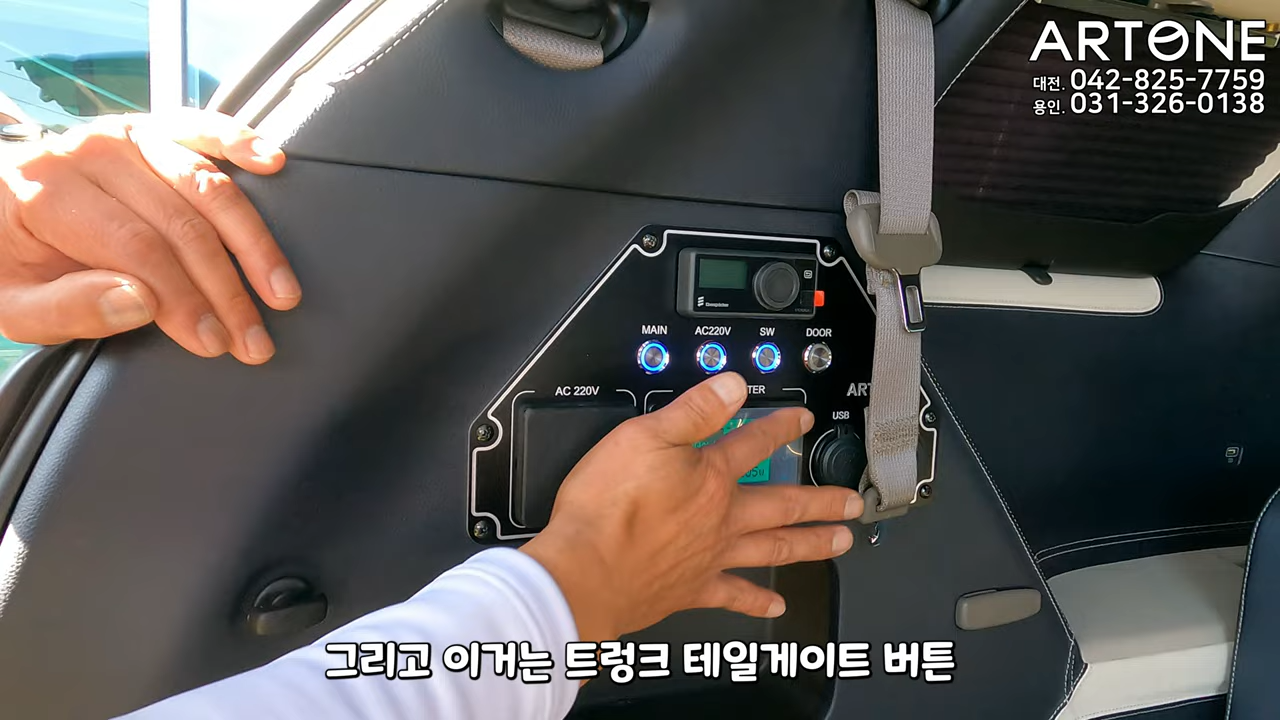 ARTONE
대전. 042-825-7759
용인. 031-326-0138
MAIN AC220V SW DOOR
AC 220V
USB
그리고 이거는 트렁크 테일게이트 버튼